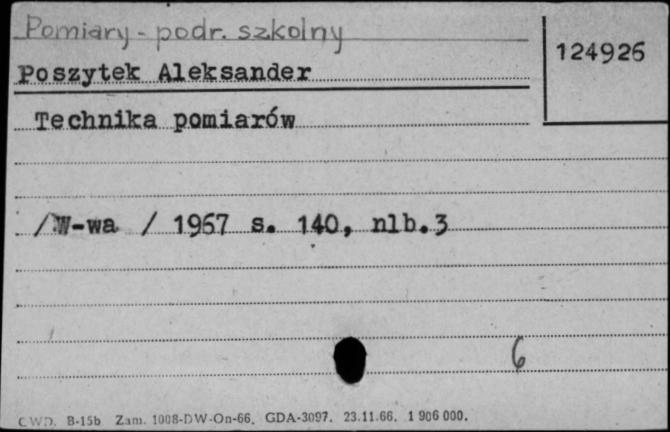 Pomiary - podr. szkolny
124926
Poszytek Aleksander
Technika pomiarów
/W-wa / 1967 s. 140, nlb.3
6
CWD. B-15b Zam. 1008-DW-On-66. GDA-3097. 23.11.66. 1 906 000.